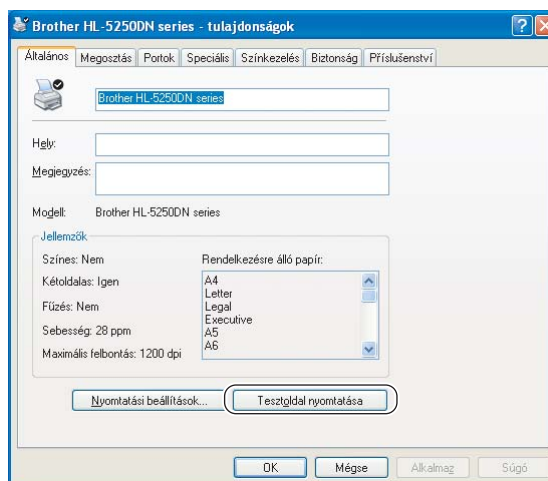 Brother HL-5250DN series - tulajdonságok
Általános Megosztás Portok Speciális Színkezelés Biztonság Příslušenství
Brother HL-5250DN series
Hely:
Megjegyzés:
Modell: Brother HL-5250DN series
Jellemzők
Színes: Nem
Kétoldalas: Igen
Fűzés: Nem
Sebesség: 28 ppm
Maximális felbontás: 1200 dpi
Rendelkezésre álló papír:
A4
Letter
Legal
Executive
A5
A6
Nyomtatási beállítások... Tesztoldal nyomtatása
OK Mégse Alkalmaz Súgó